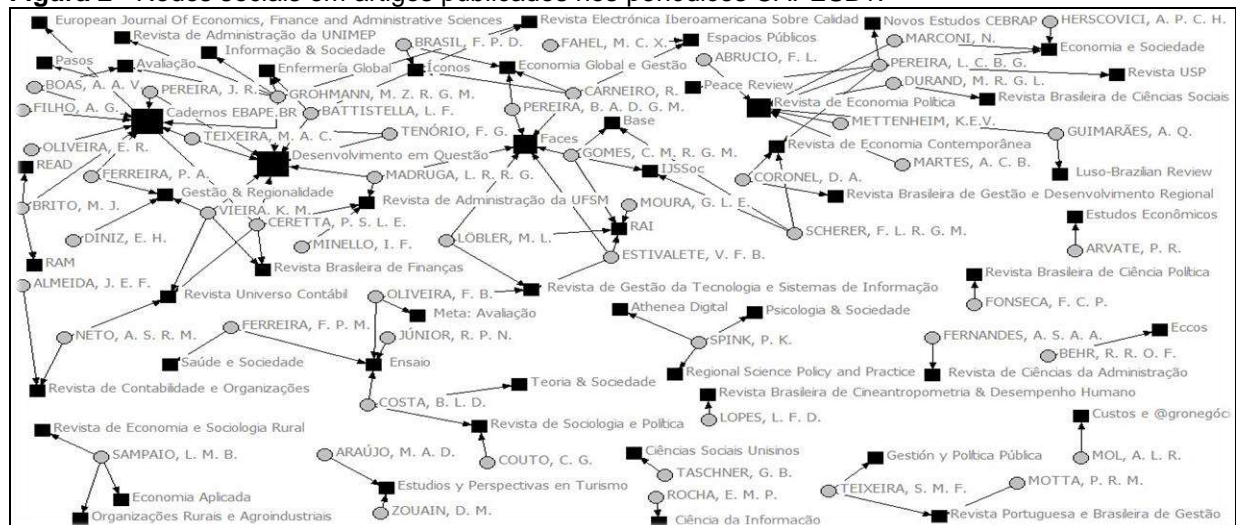 European Journal Of Economics, Finance and Administrative Sciences
Revista Electrónica Iberoamericana Sobre Calidad
Novos Estudos CEBRAP
HERSCOVICI, A. P. C. H.
Revista de Administração da UNIMEP
BRASIL, F. P. D.
FAHEL, M. C. X.
Espacios Públicos
MARCONI, N.
Informação & Sociedade
ABRUCIO, F. L.
Economia e Sociedade
Pasos
Avaliação
Enfermería Global
Íconos
Economia Global e Gestão
PEREIRA, L. C. B. G.
Revista USP
BOAS, A. A. V.
PEREIRA, J. R.
GROHMANN, M. Z. R. G. M.
CARNEIRO, R.
Peace Review
DURAND, M. R. G. L.
Revista Brasileira de Ciências Sociais
FILHO, A. G.
Cadernos EBAPE.BR
BATTISTELLA, L. F.
PEREIRA, B. A. D. G. M.
Revista de Economia Política
Base
METTENHEIM, K.E.V.
TEIXEIRA, M. A. C.
TENÓRIO, F. G.
Faces
GUIMARÃES, A. Q.
OLIVEIRA, E. R.
Desenvolvimento em Questão
GOMES, C. M. R. G. M.
Revista de Economia Contemporânea
READ
IJSSoc
MARTES, A. C. B.
Luso-Brazilian Review
FERREIRA, P. A.
MADRUGA, L. R. R. G.
CORONEL, D. A.
Gestão & Regionalidade
Revista Brasileira de Gestão e Desenvolvimento Regional
BRITO, M. J.
VIEIRA, K. M.
Revista de Administração da UFSM
MOURA, G. L. E.
Estudos Econômicos
CERETTA, P. S. L. E.
RAI
SCHERER, F. L. R. G. M.
DINIZ, E. H.
MINELLO, I. F.
LÖBLER, M. L.
ARVATE, P. R.
RAM
Revista Brasileira de Finanças
ESTIVALETE, V. F. B.
Revista Brasileira de Ciência Política
ALMEIDA, J. E. F.
Revista Universo Contábil
OLIVEIRA, F. B.
Revista de Gestão da Tecnologia e Sistemas de Informação
FONSECA, F. C. P.
Meta: Avaliação
Athenea Digital
Psicologia & Sociedade
NETO, A. S. R. M.
FERREIRA, F. P. M.
JÚNIOR, R. P. N.
SPINK, P. K.
FERNANDES, A. S. A. A.
Eccos
BEHR, R. R. O. F.
Saúde e Sociedade
Ensaio
Regional Science Policy and Practice
Revista de Ciências da Administração
Revista de Contabilidade e Organizações
Teoria & Sociedade
Revista Brasileira de Cineantropometria & Desempenho Humano
COSTA, B. L. D.
LOPES, L. F. D.
Custos e @gronegóci
Revista de Economia e Sociologia Rural
Revista de Sociologia e Política
SAMPAIO, L. M. B.
ARAÚJO, M. A. D.
COUTO, C. G.
Ciências Sociais Unisinos
Gestión y Política Pública
MOL, A. L. R.
TASCHNER, G. B.
Economia Aplicada
Estudios y Perspectivas en Turismo
ROCHA, E. M. P.
TEIXEIRA, S. M. F.
MOTTA, P. R. M.
Organizações Rurais e Agroindustriais
ZOUAIN, D. M.
Ciência da Informação
Revista Portuguesa e Brasileira de Gestão